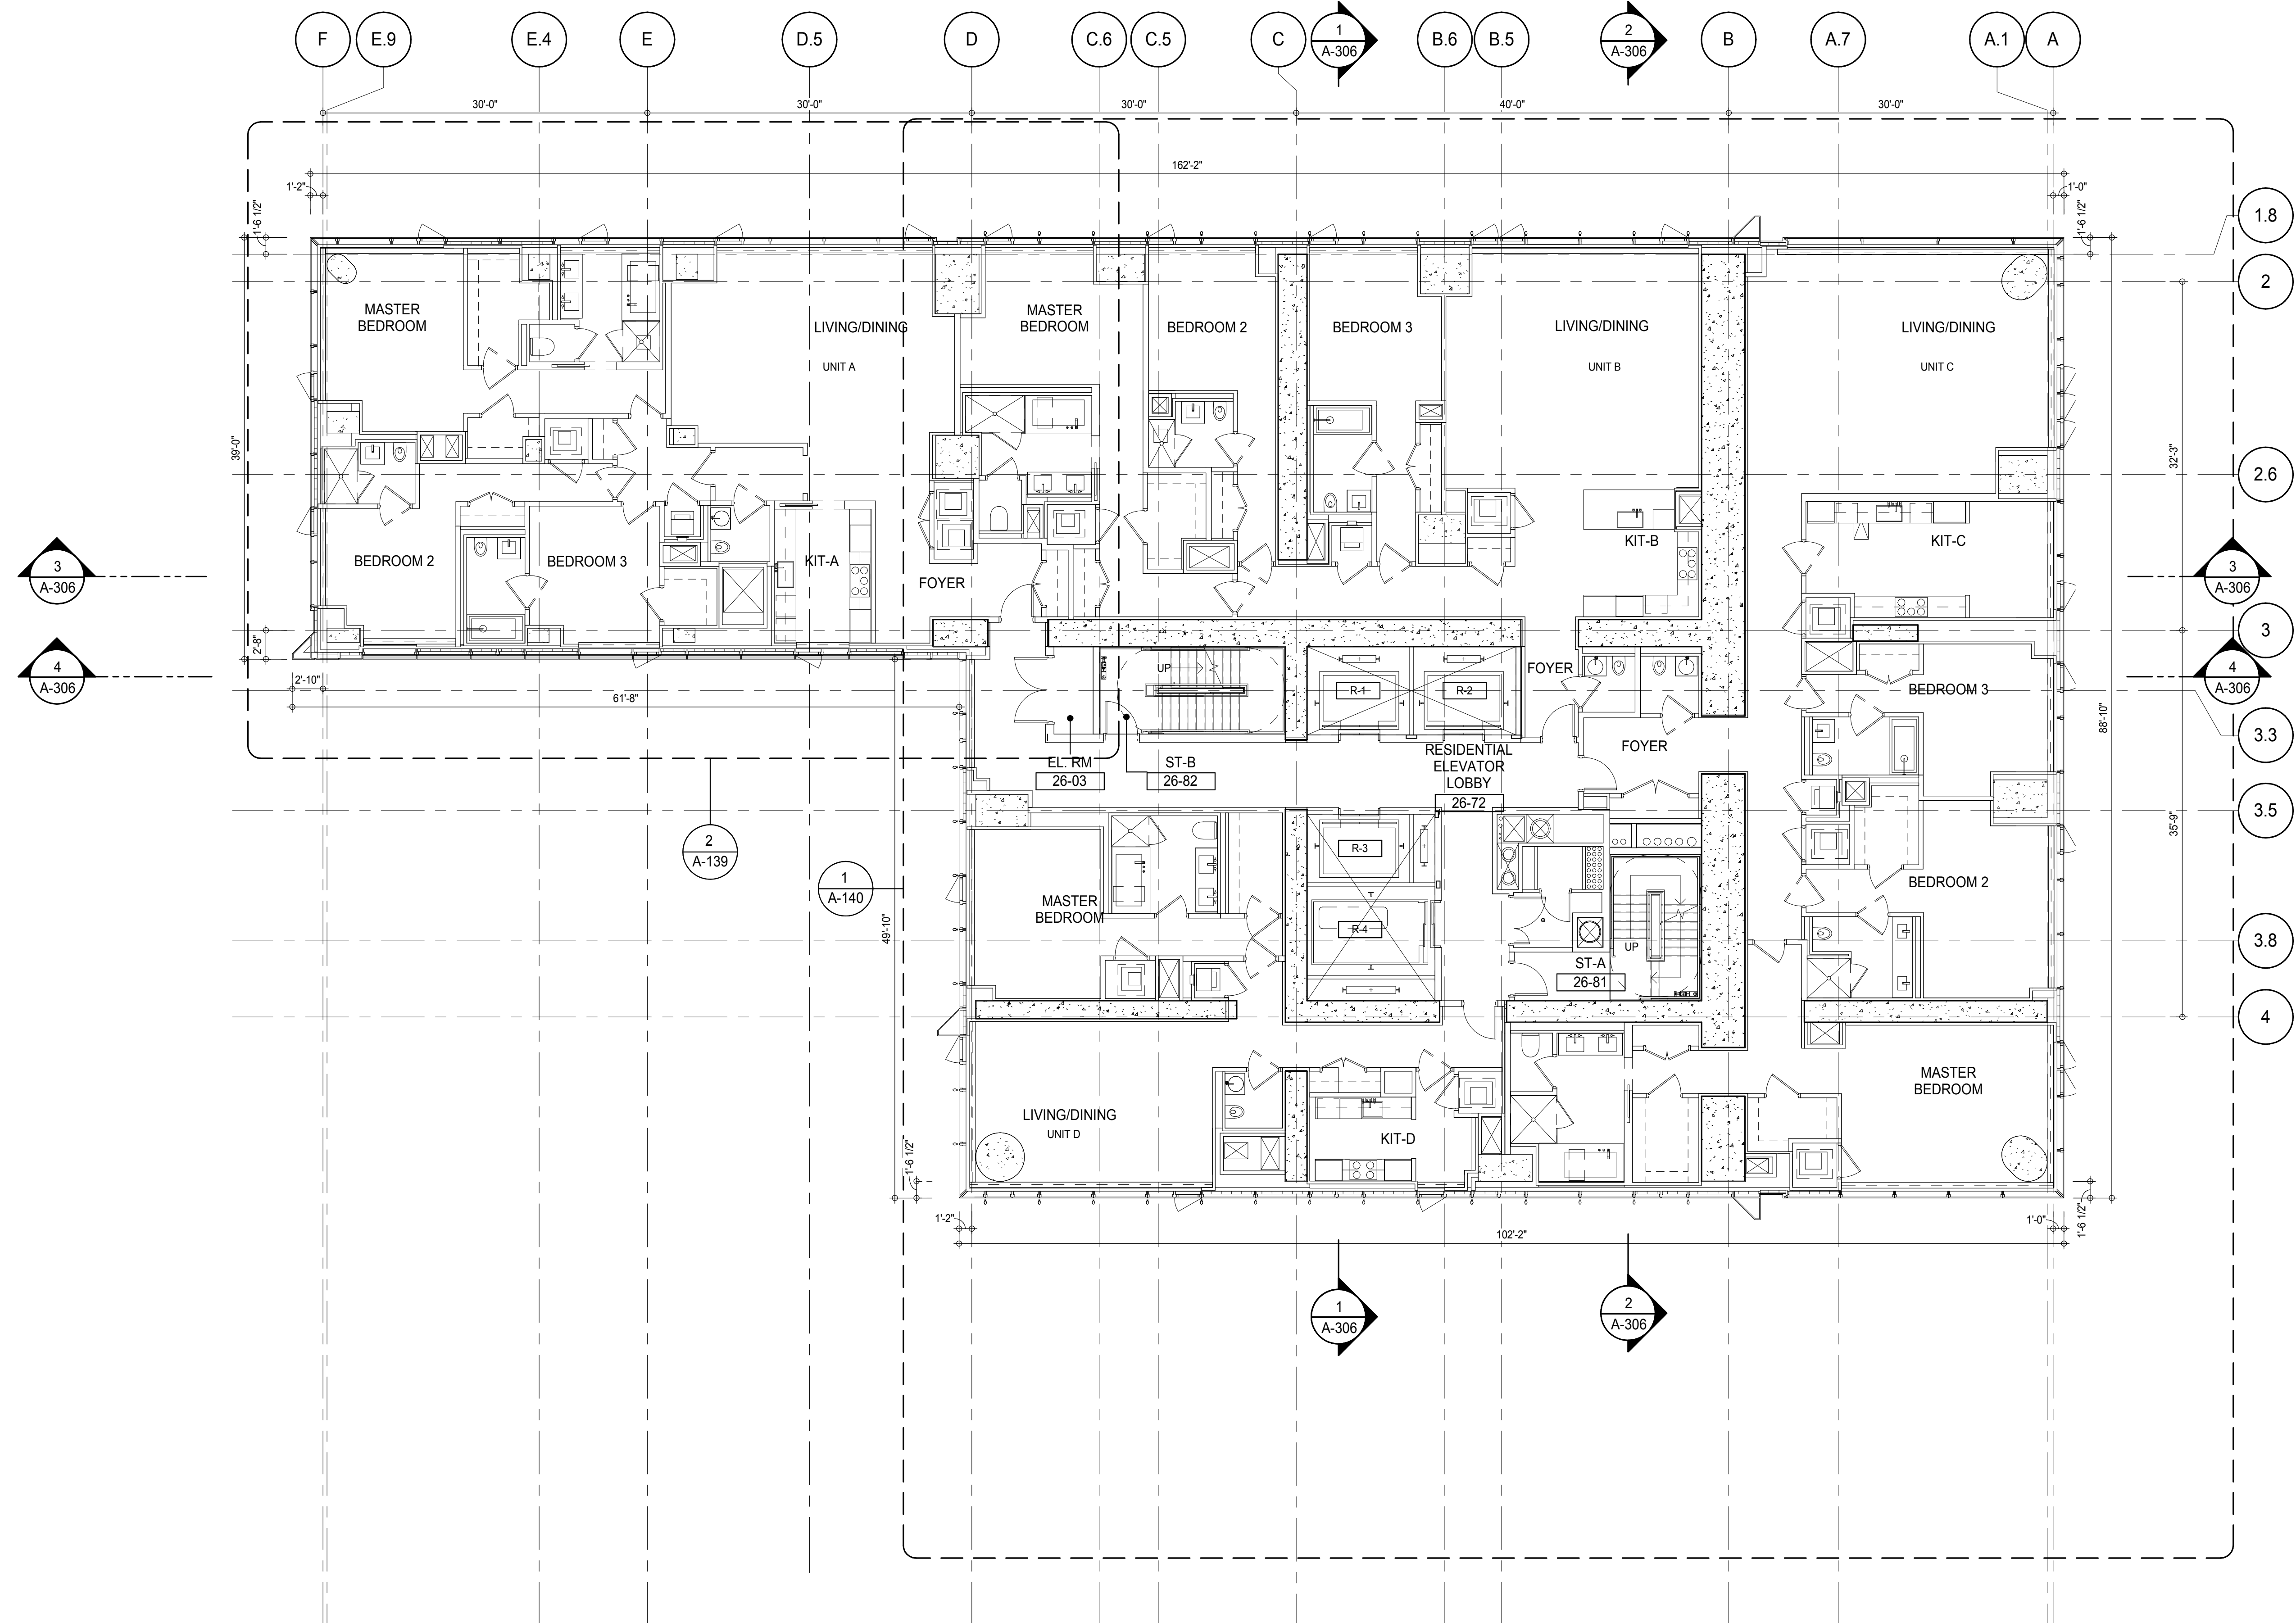 F E.9 E.4 E D.5 D C.6 C.5 C 1 A-306 B.6 B.5 2 A-306 B A.7 A.1 A
30'-0" 30'-0" 30'-0" 40'-0" 30'-0"
162'-2"
1'-2" 1'-0"
1'-6 1/2" 1'-6 1/2"
1.8
2
MASTER
BEDROOM
LIVING/DINING
UNIT A
MASTER
BEDROOM
BEDROOM 2
BEDROOM 3
LIVING/DINING
UNIT B
LIVING/DINING
UNIT C
39'-0"
32'-3"
2.6
BEDROOM 2
BEDROOM 3
KIT-A
FOYER
KIT-B
KIT-C
3
A-306
3
A-306
3
2'-8"
4
A-306
4
A-306
UP
R-1
R-2
FOYER
BEDROOM 3
2'-10"
61'-8"
88'-10"
3.3
FOYER
EL. RM
26-03
ST-B
26-82
RESIDENTIAL
ELEVATOR
LOBBY
26-72
3.5
35'-9"
2
A-139
1
A-140
R-3
R-4
MASTER
BEDROOM
BEDROOM 2
49'-10"
UP
3.8
ST-A
26-81
4
MASTER
BEDROOM
LIVING/DINING
UNIT D
KIT-D
1'-6 1/2"
1'-6 1/2"
1'-2" 1'-0"
102'-2"
1
A-306
2
A-306